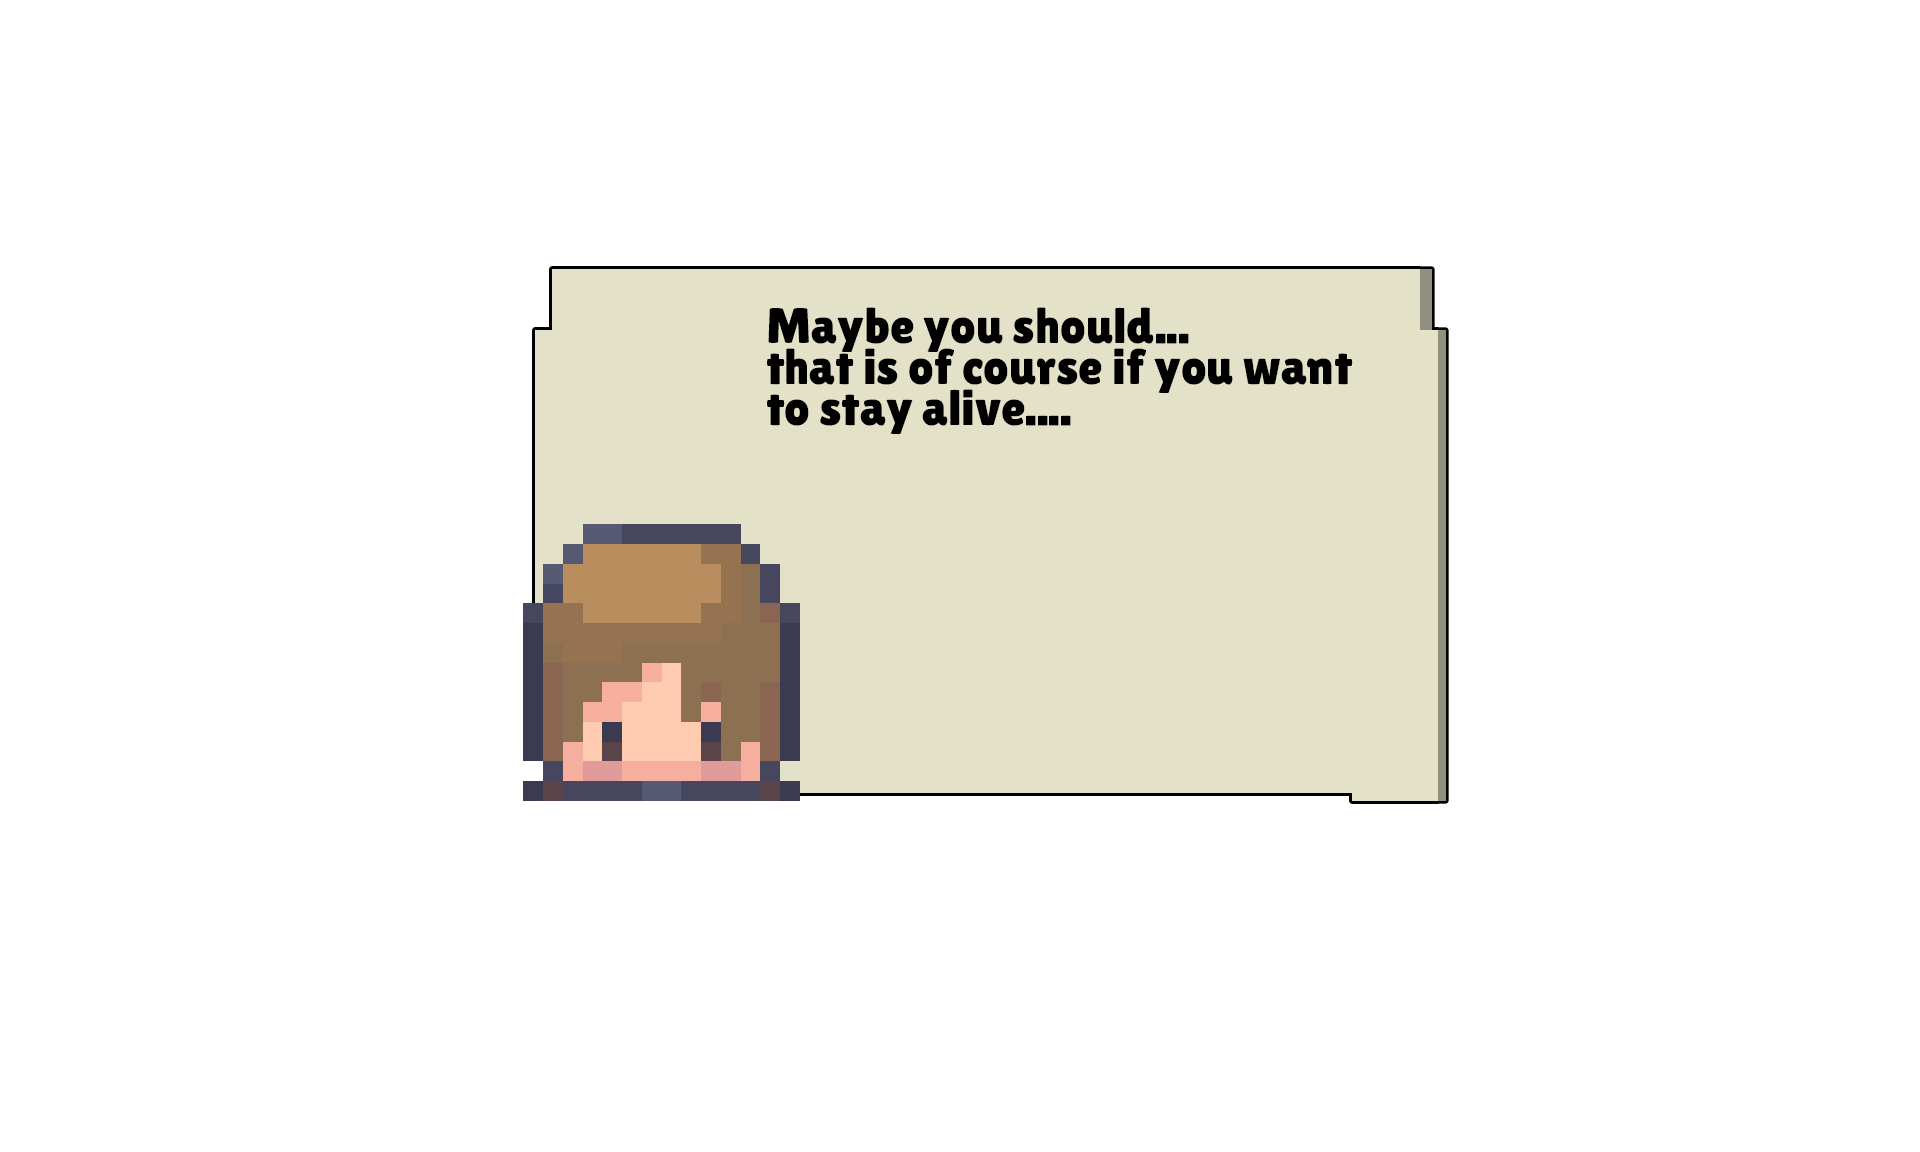 Maybe you should...
that is of course if you want
to stay alive....